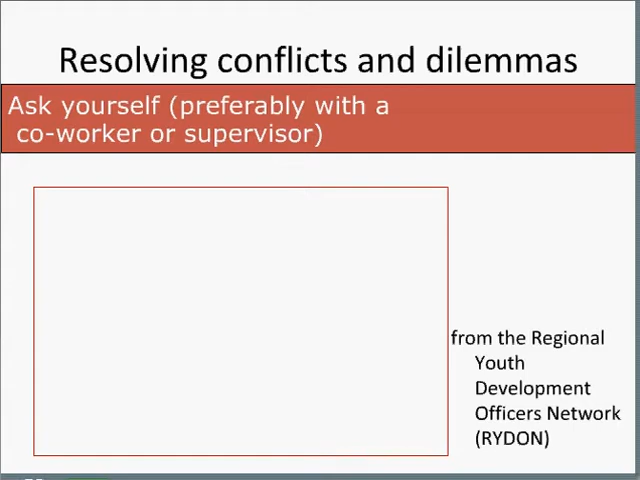 Resolving conflicts and dilemmas
Ask yourself (preferably with a
co-worker or supervisor)
from the Regional
Youth
Development
Officers Network
(RYDON)